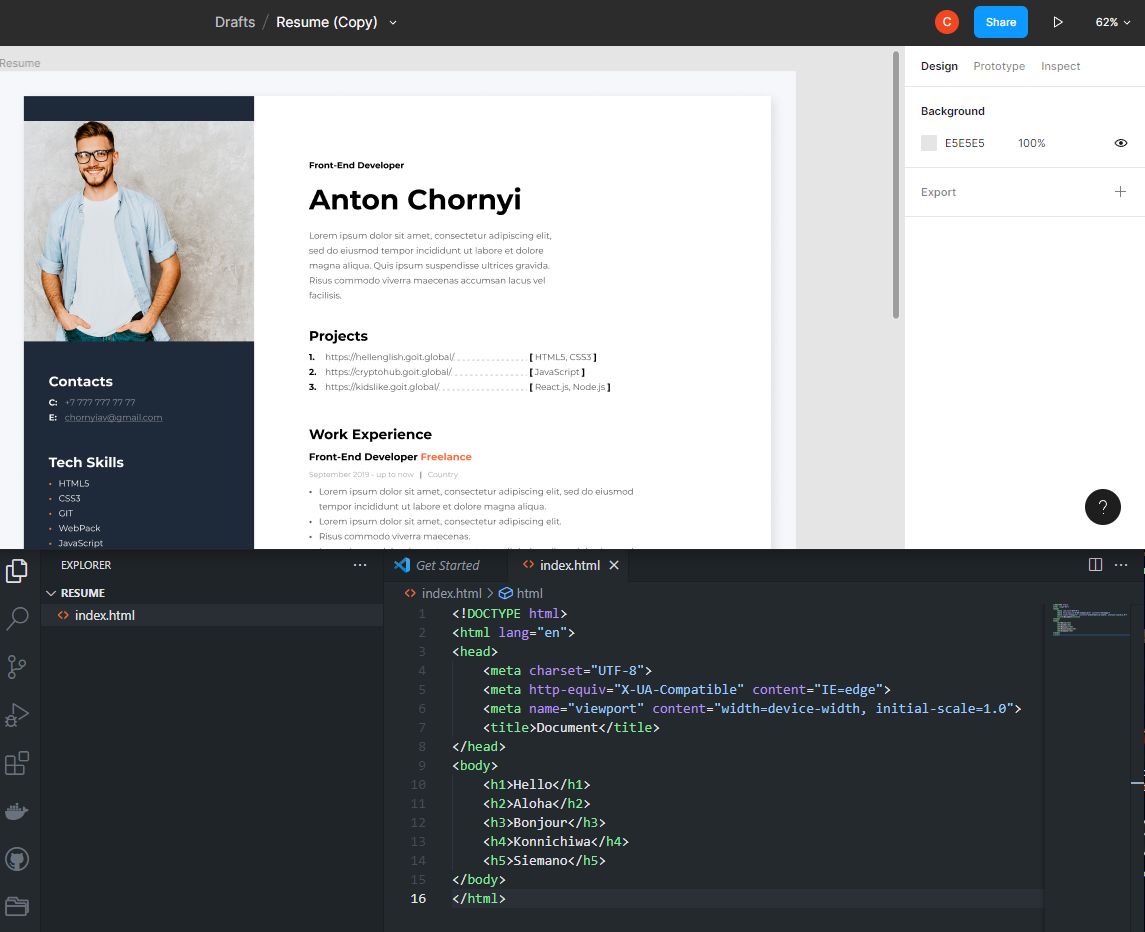 Drafts / Resume (Copy)
C
Share
62%
Resume
Design Prototype Inspect
Background
E5E5E5 100%
Export
?
Front-End Developer
Anton Chornyi
Lorem ipsum dolor sit amet, consectetur adipiscing elit,
sed do eiusmod tempor incididunt ut labore et dolore
magna aliqua. Quis ipsum suspendisse ultrices gravida.
Risus commodo viverra maecenas accumsan lacus vel
facilisis.
Projects
1. https://hellenglish.goit.global/ [ HTML5, CSS3 ]
2. https://cryptohub.goit.global/ [ JavaScript ]
3. https://kidslike.goit.global/ [ React.js, Node.js ]
Contacts
C: +7 777 777 77 77
E: chornyiav@gmail.com
Tech Skills
• HTML5
• CSS3
• GIT
• WebPack
• JavaScript
Work Experience
Front-End Developer Freelance
September 2019 - up to now | Country
• Lorem ipsum dolor sit amet, consectetur adipiscing elit, sed do eiusmod
tempor incididunt ut labore et dolore magna aliqua.
• Lorem ipsum dolor sit amet, consectetur adipiscing elit.
• Risus commodo viverra maecenas.
EXPLORER
RESUME
index.html
Get Started
index.html
index.html > html
1 <!DOCTYPE html>
2 <html lang="en">
3 <head>
4 <meta charset="UTF-8">
5 <meta http-equiv="X-UA-Compatible" content="IE=edge">
6 <meta name="viewport" content="width=device-width, initial-scale=1.0">
7 <title>Document</title>
8 </head>
9 <body>
10 <h1>Hello</h1>
11 <h2>Aloha</h2>
12 <h3>Bonjour</h3>
13 <h4>Konnichiwa</h4>
14 <h5>Siemano</h5>
15 </body>
16 </html>